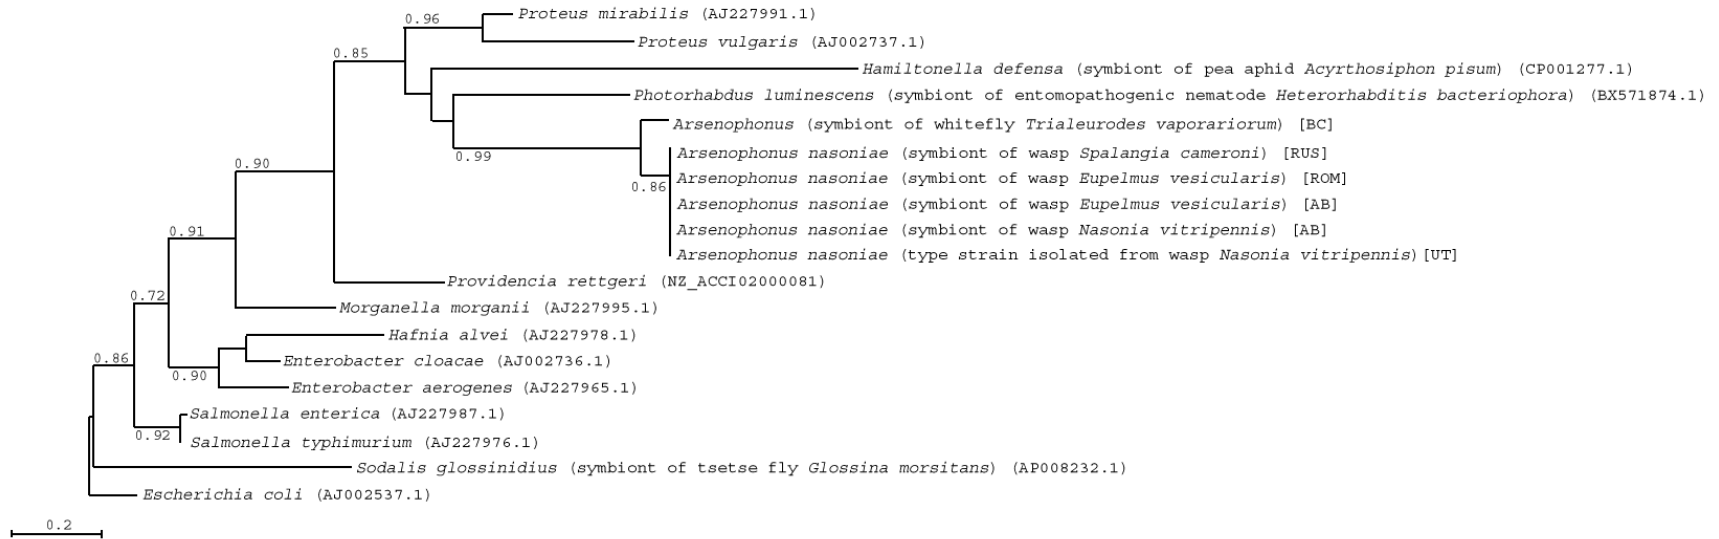 0.96
Proteus mirabilis (AJ227991.1)
Proteus vulgaris (AJ002737.1)
0.85
Hamiltonella defensa (symbiont of pea aphid Acyrthosiphon pisum) (CP001277.1)
Photorhabdus luminescens (symbiont of entomopathogenic nematode Heterorhabditis bacteriophora) (BX571874.1)
Arsenophonus (symbiont of whitefly Trialeurodes vaporariorum) [BC]
0.99
Arsenophonus nasoniae (symbiont of wasp Spalangia cameroni) [RUS]
0.90
Arsenophonus nasoniae (symbiont of wasp Eupelmus vesicularis) [ROM]
0.86
Arsenophonus nasoniae (symbiont of wasp Eupelmus vesicularis) [AB]
0.91
Arsenophonus nasoniae (symbiont of wasp Nasonia vitripennis) [AB]
Arsenophonus nasoniae (type strain isolated from wasp Nasonia vitripennis) [UT]
Providencia rettgeri (NZ_ACCI02000081)
0.72
Morganella morganii (AJ227995.1)
Hafnia alvei (AJ227978.1)
0.86
Enterobacter cloacae (AJ002736.1)
0.90
Enterobacter aerogenes (AJ227965.1)
Salmonella enterica (AJ227987.1)
0.92
Salmonella typhimurium (AJ227976.1)
Sodalis glossinidius (symbiont of tsetse fly Glossina morsitans) (AP008232.1)
Escherichia coli (AJ002537.1)
0.2